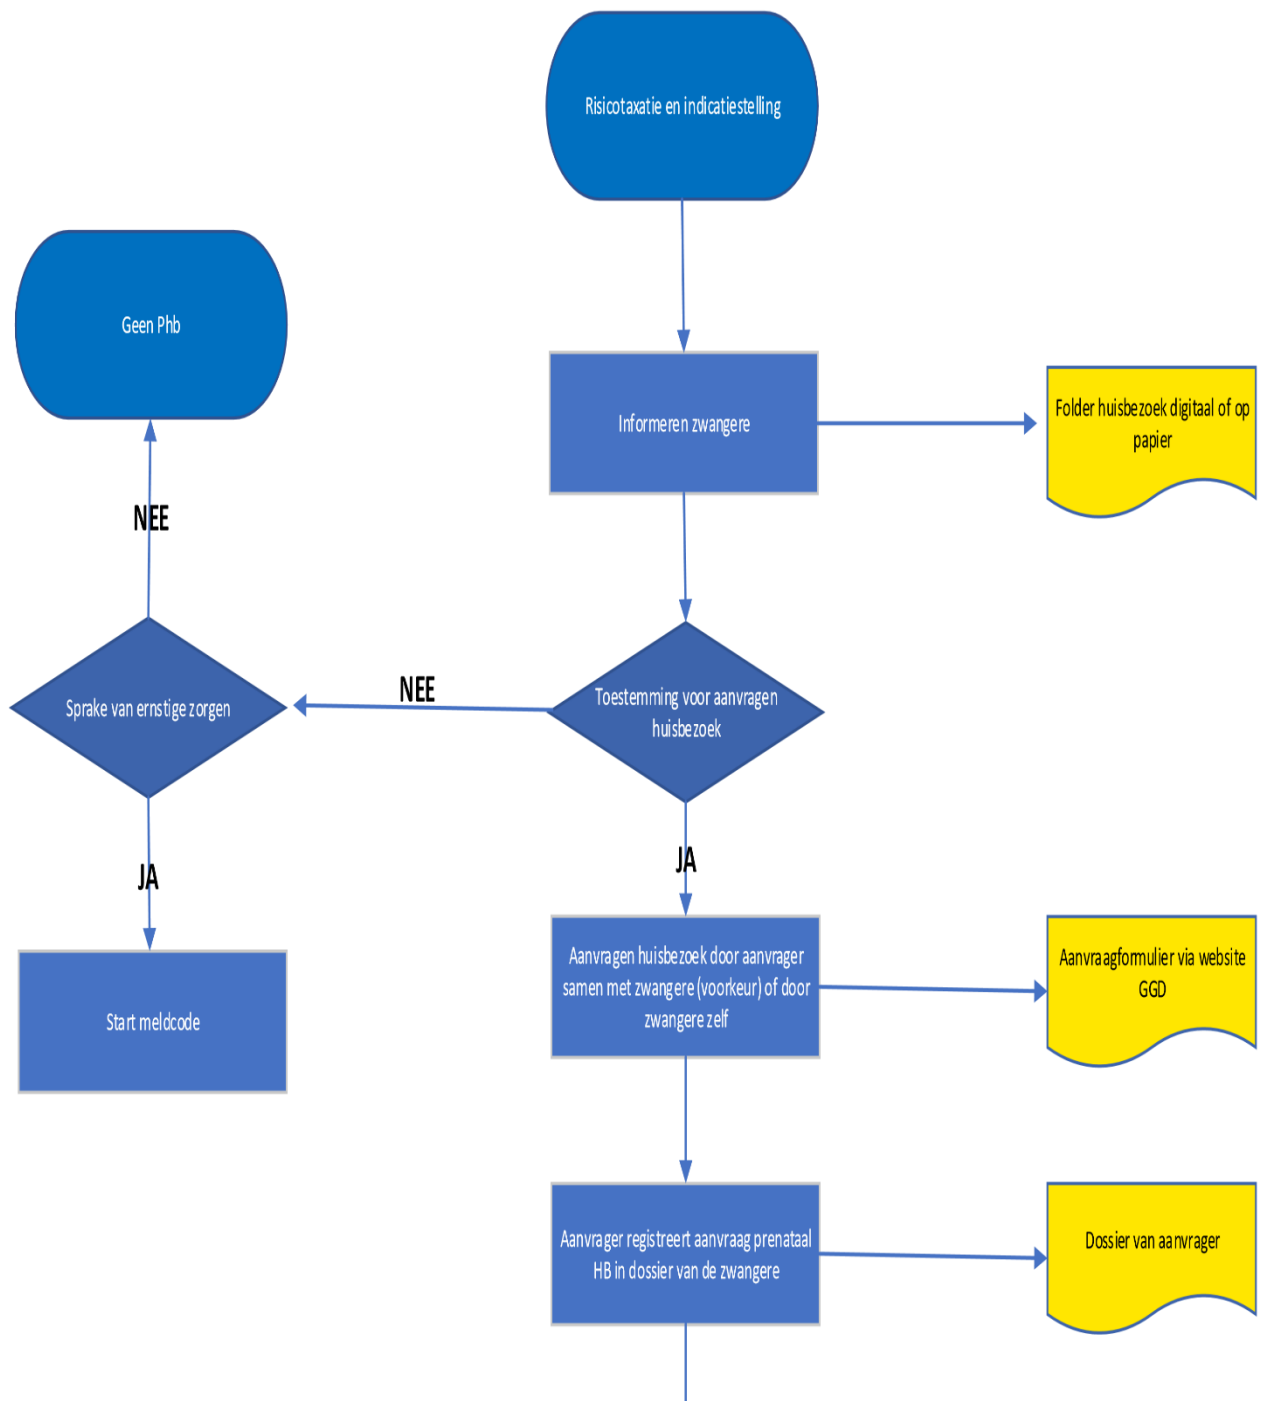 Risicotaxatie en indicatiestelling
Geen Phb
Informeren zwangere
Folder huisbezoek digitaal of op
papier
NEE
Sprake van ernstige zorgen
NEE
Toestemming voor aanvragen
huisbezoek
JA
JA
Start meldcode
Aanvragen huisbezoek door aanvrager
samen met zwangere (voorkeur) of door
zwangere zelf
Aanvraagformulier via website
GGD
Aanvrager registreert aanvraag prenataal
HB in dossier van de zwangere
Dossier van aanvrager